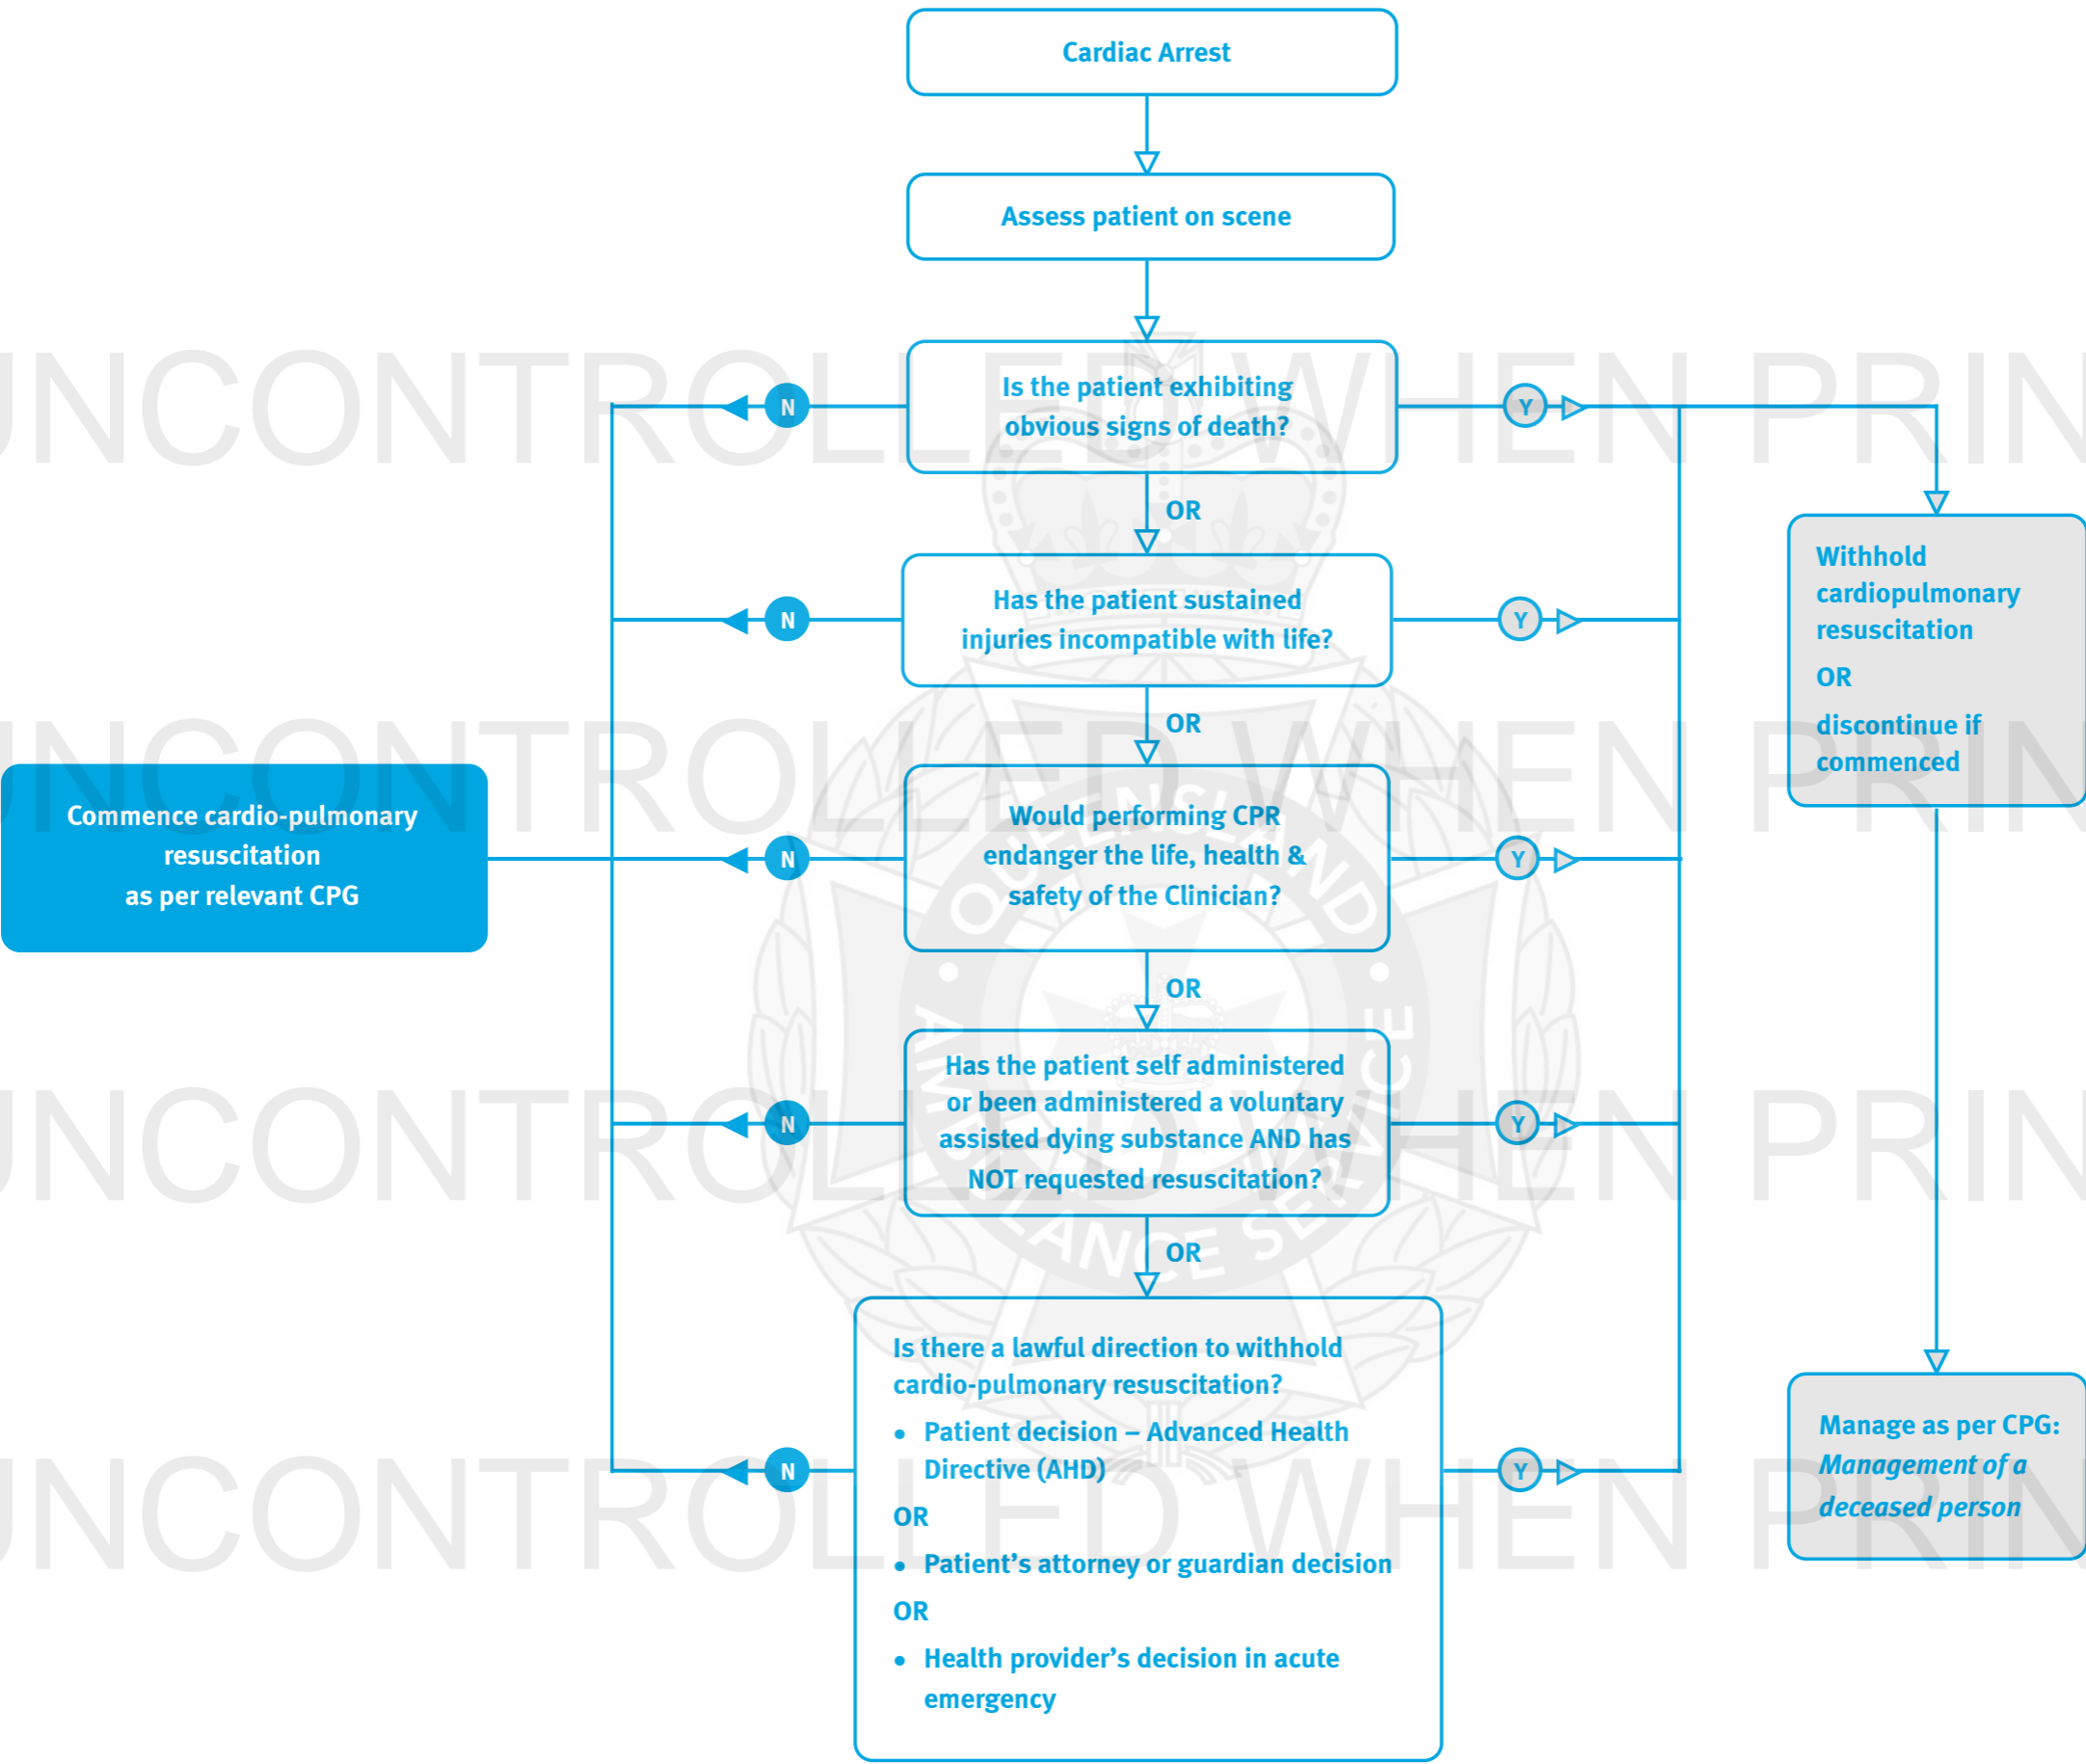 Cardiac Arrest
Assess patient on scene
Is the patient exhibiting
obvious signs of death?
N
Y
OR
Has the patient sustained
injuries incompatible with life?
N
Y
OR
Would performing CPR
endanger the life, health &
safety of the Clinician?
N
Y
OR
Has the patient self administered
or been administered a voluntary
assisted dying substance AND has
NOT requested resuscitation?
N
Y
OR
Is there a lawful direction to withhold
cardio-pulmonary resuscitation?
• Patient decision – Advanced Health
Directive (AHD)
OR
• Patient's attorney or guardian decision
OR
• Health provider's decision in acute
emergency
N
Y
Commence cardio-pulmonary
resuscitation
as per relevant CPG
Withhold
cardiopulmonary
resuscitation
OR
discontinue if
commenced
Manage as per CPG:
Management of a
deceased person
UNCONTROLLED WHEN PRIN
UNCONTROLLED WHEN PRIN
UNCONTROLLED WHEN PRIN
UNCONTROLLED WHEN PRIN
QUEENSLAND
AMBULANCE SERVICE